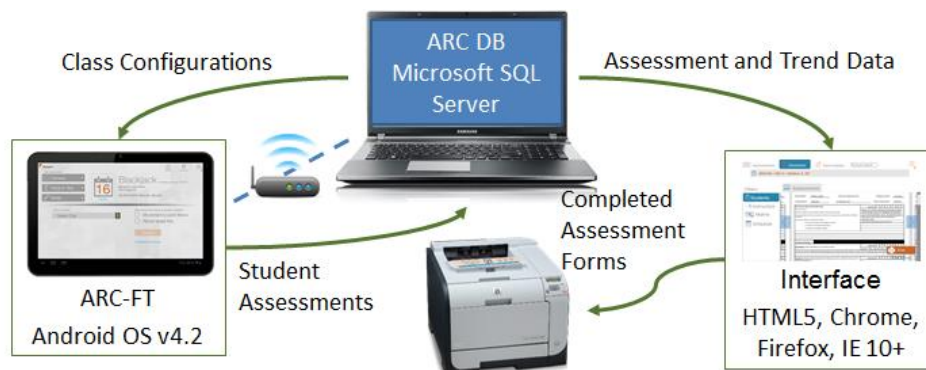 Class Configurations
ARC DB
Microsoft SQL
Server
Assessment and Trend Data
SAMSUNG
16
Blackjack
Completed
Assessment
Forms
Student
Assessments
ARC-FT
Android OS v4.2
Interface
HTML5, Chrome,
Firefox, IE 10+